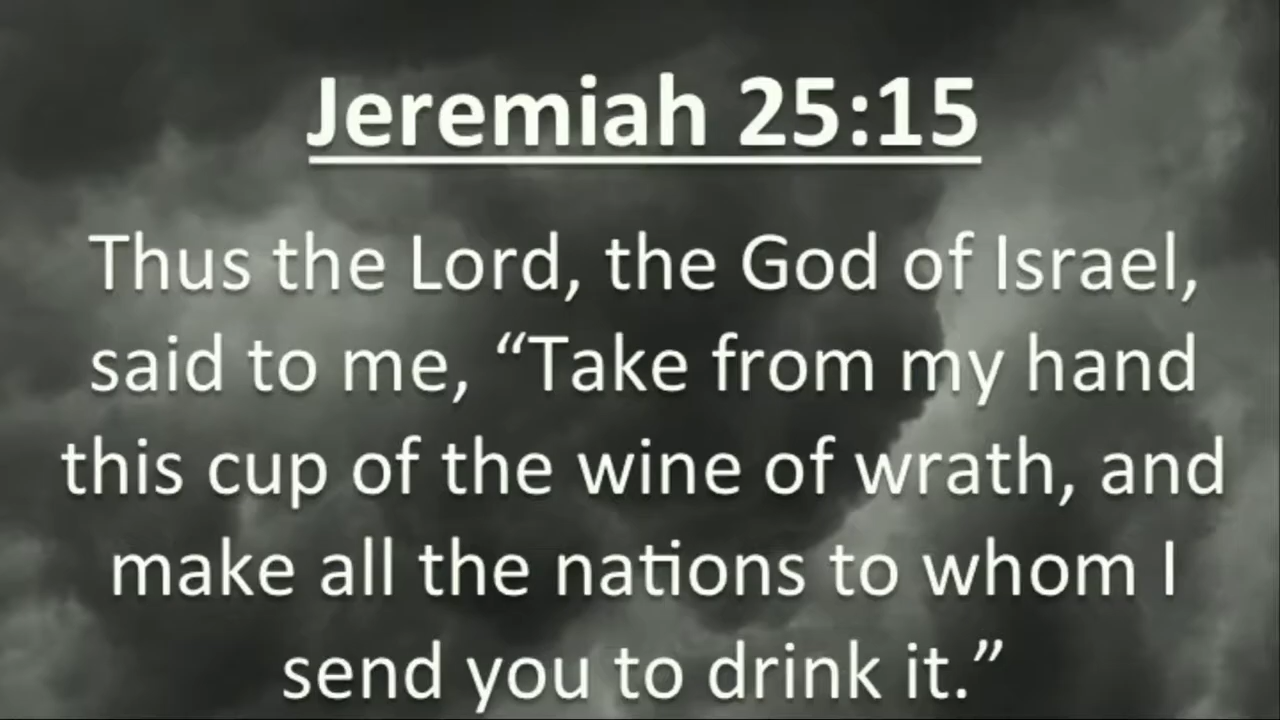 Jeremiah 25:15
Thus the Lord, the God of Israel,
said to me, “Take from my hand
this cup of the wine of wrath, and
make all the nations to whom I
send you to drink it.”